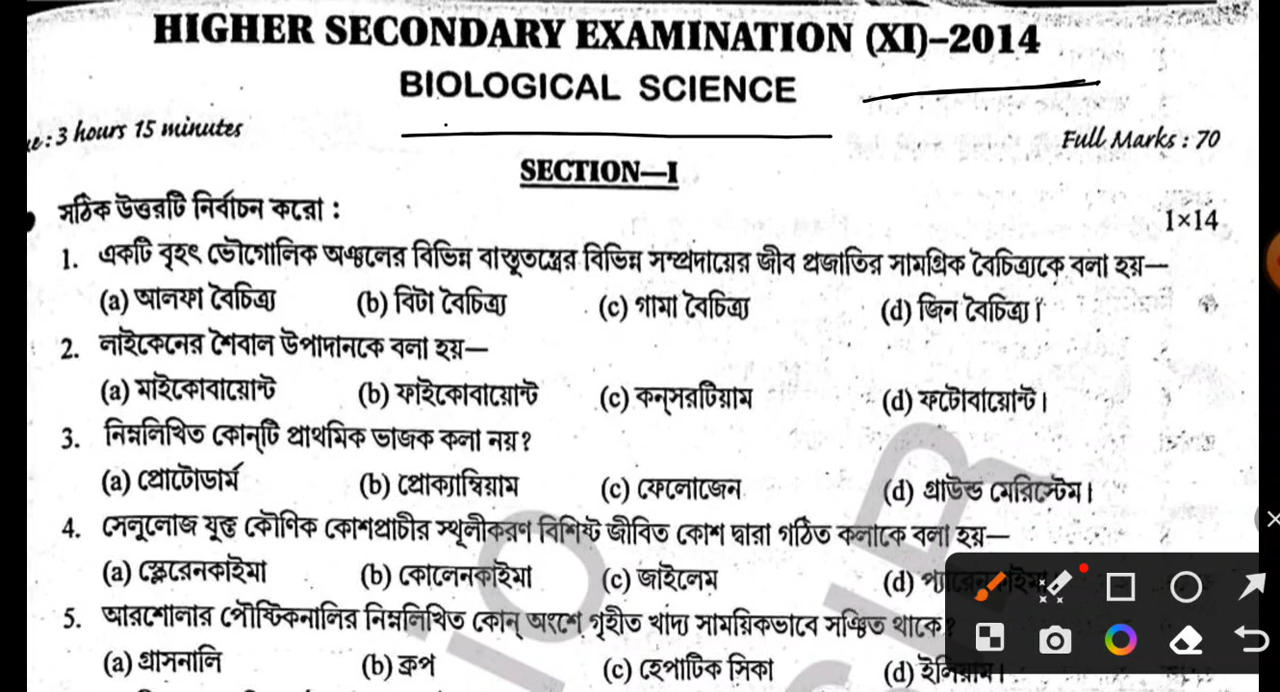 HIGHER SECONDARY EXAMINATION (XI)–2014
BIOLOGICAL SCIENCE
3 hours 15 minutes
Full Marks : 70
SECTION—I
সঠিক উত্তরটি নির্বাচন করো :
1×14
1. একটি বৃহৎ ভৌগোলিক অঞ্চলের বিভিন্ন বাস্তুতন্ত্রের বিভিন্ন সম্প্রদায়ের জীব প্রজাতির সামগ্রিক বৈচিত্র্যকে বলা হয়—
(a) আলফা বৈচিত্র্য (b) বিটা বৈচিত্র্য (c) গামা বৈচিত্র্য (d) জিন বৈচিত্র্য।
2. লাইকেনের শৈবাল উপাদানকে বলা হয়—
(a) মাইকোবায়োন্ট (b) ফাইকোবায়োন্ট (c) কন্‌সরটিয়াম (d) ফটোবায়োন্ট।
3. নিম্নলিখিত কোন্‌টি প্রাথমিক ভাজক কলা নয়?
(a) প্রোটোডার্ম (b) প্রোক্যাম্বিয়াম (c) ফেলোজেন (d) গ্রাউন্ড মেরিস্টেম।
4. সেলুলোজ যুক্ত কৌণিক কোশপ্রাচীর স্থূলীকরণ বিশিষ্ট জীবিত কোশ দ্বারা গঠিত কলাকে বলা হয়—
(a) স্ক্লেরেনকাইমা (b) কোলেনকাইমা (c) জাইলেম (d) প্যারেনকাইমা
5. আরশোলার পৌষ্টিকনালির নিম্নলিখিত কোন্ অংশে গৃহীত খাদ্য সাময়িকভাবে সঞ্চিত থাকে?
(a) গ্রাসনালি (b) ক্রপ (c) হেপাটিক সিকা (d) ইলিয়াম।